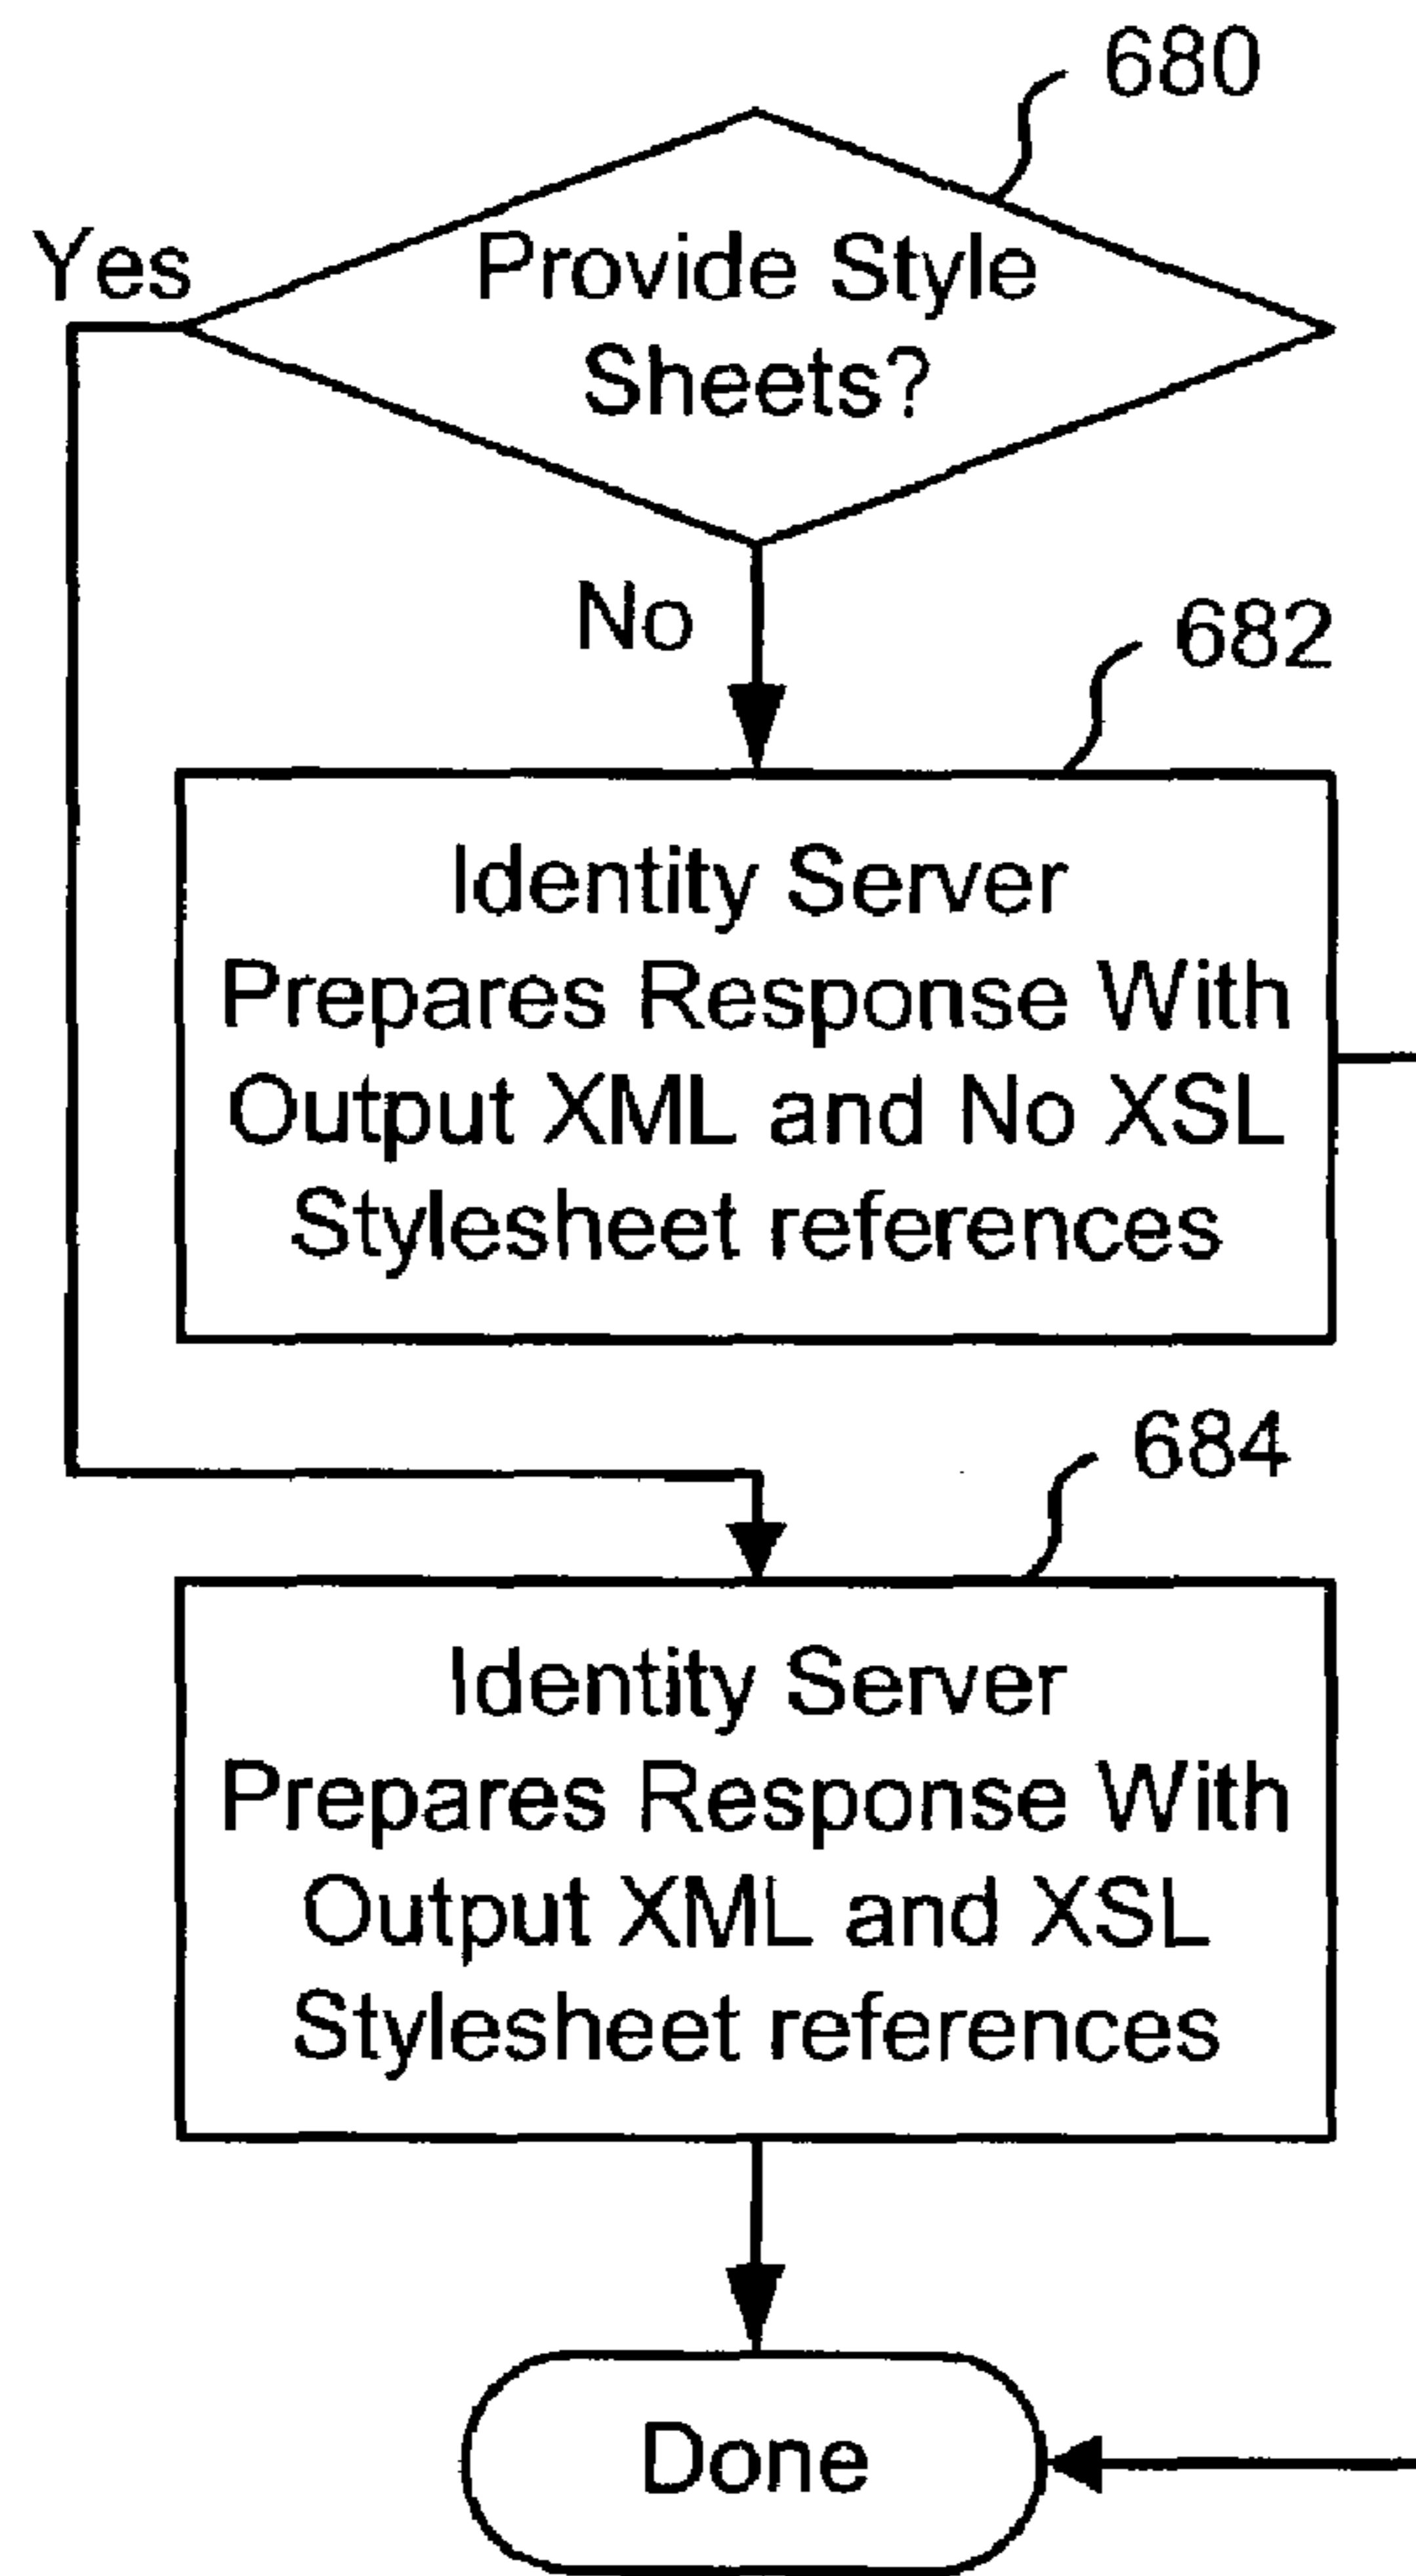 680
Yes
Provide Style
Sheets?
No
682
Identity Server
Prepares Response With
Output XML and No XSL
Stylesheet references
684
Identity Server
Prepares Response With
Output XML and XSL
Stylesheet references
Done